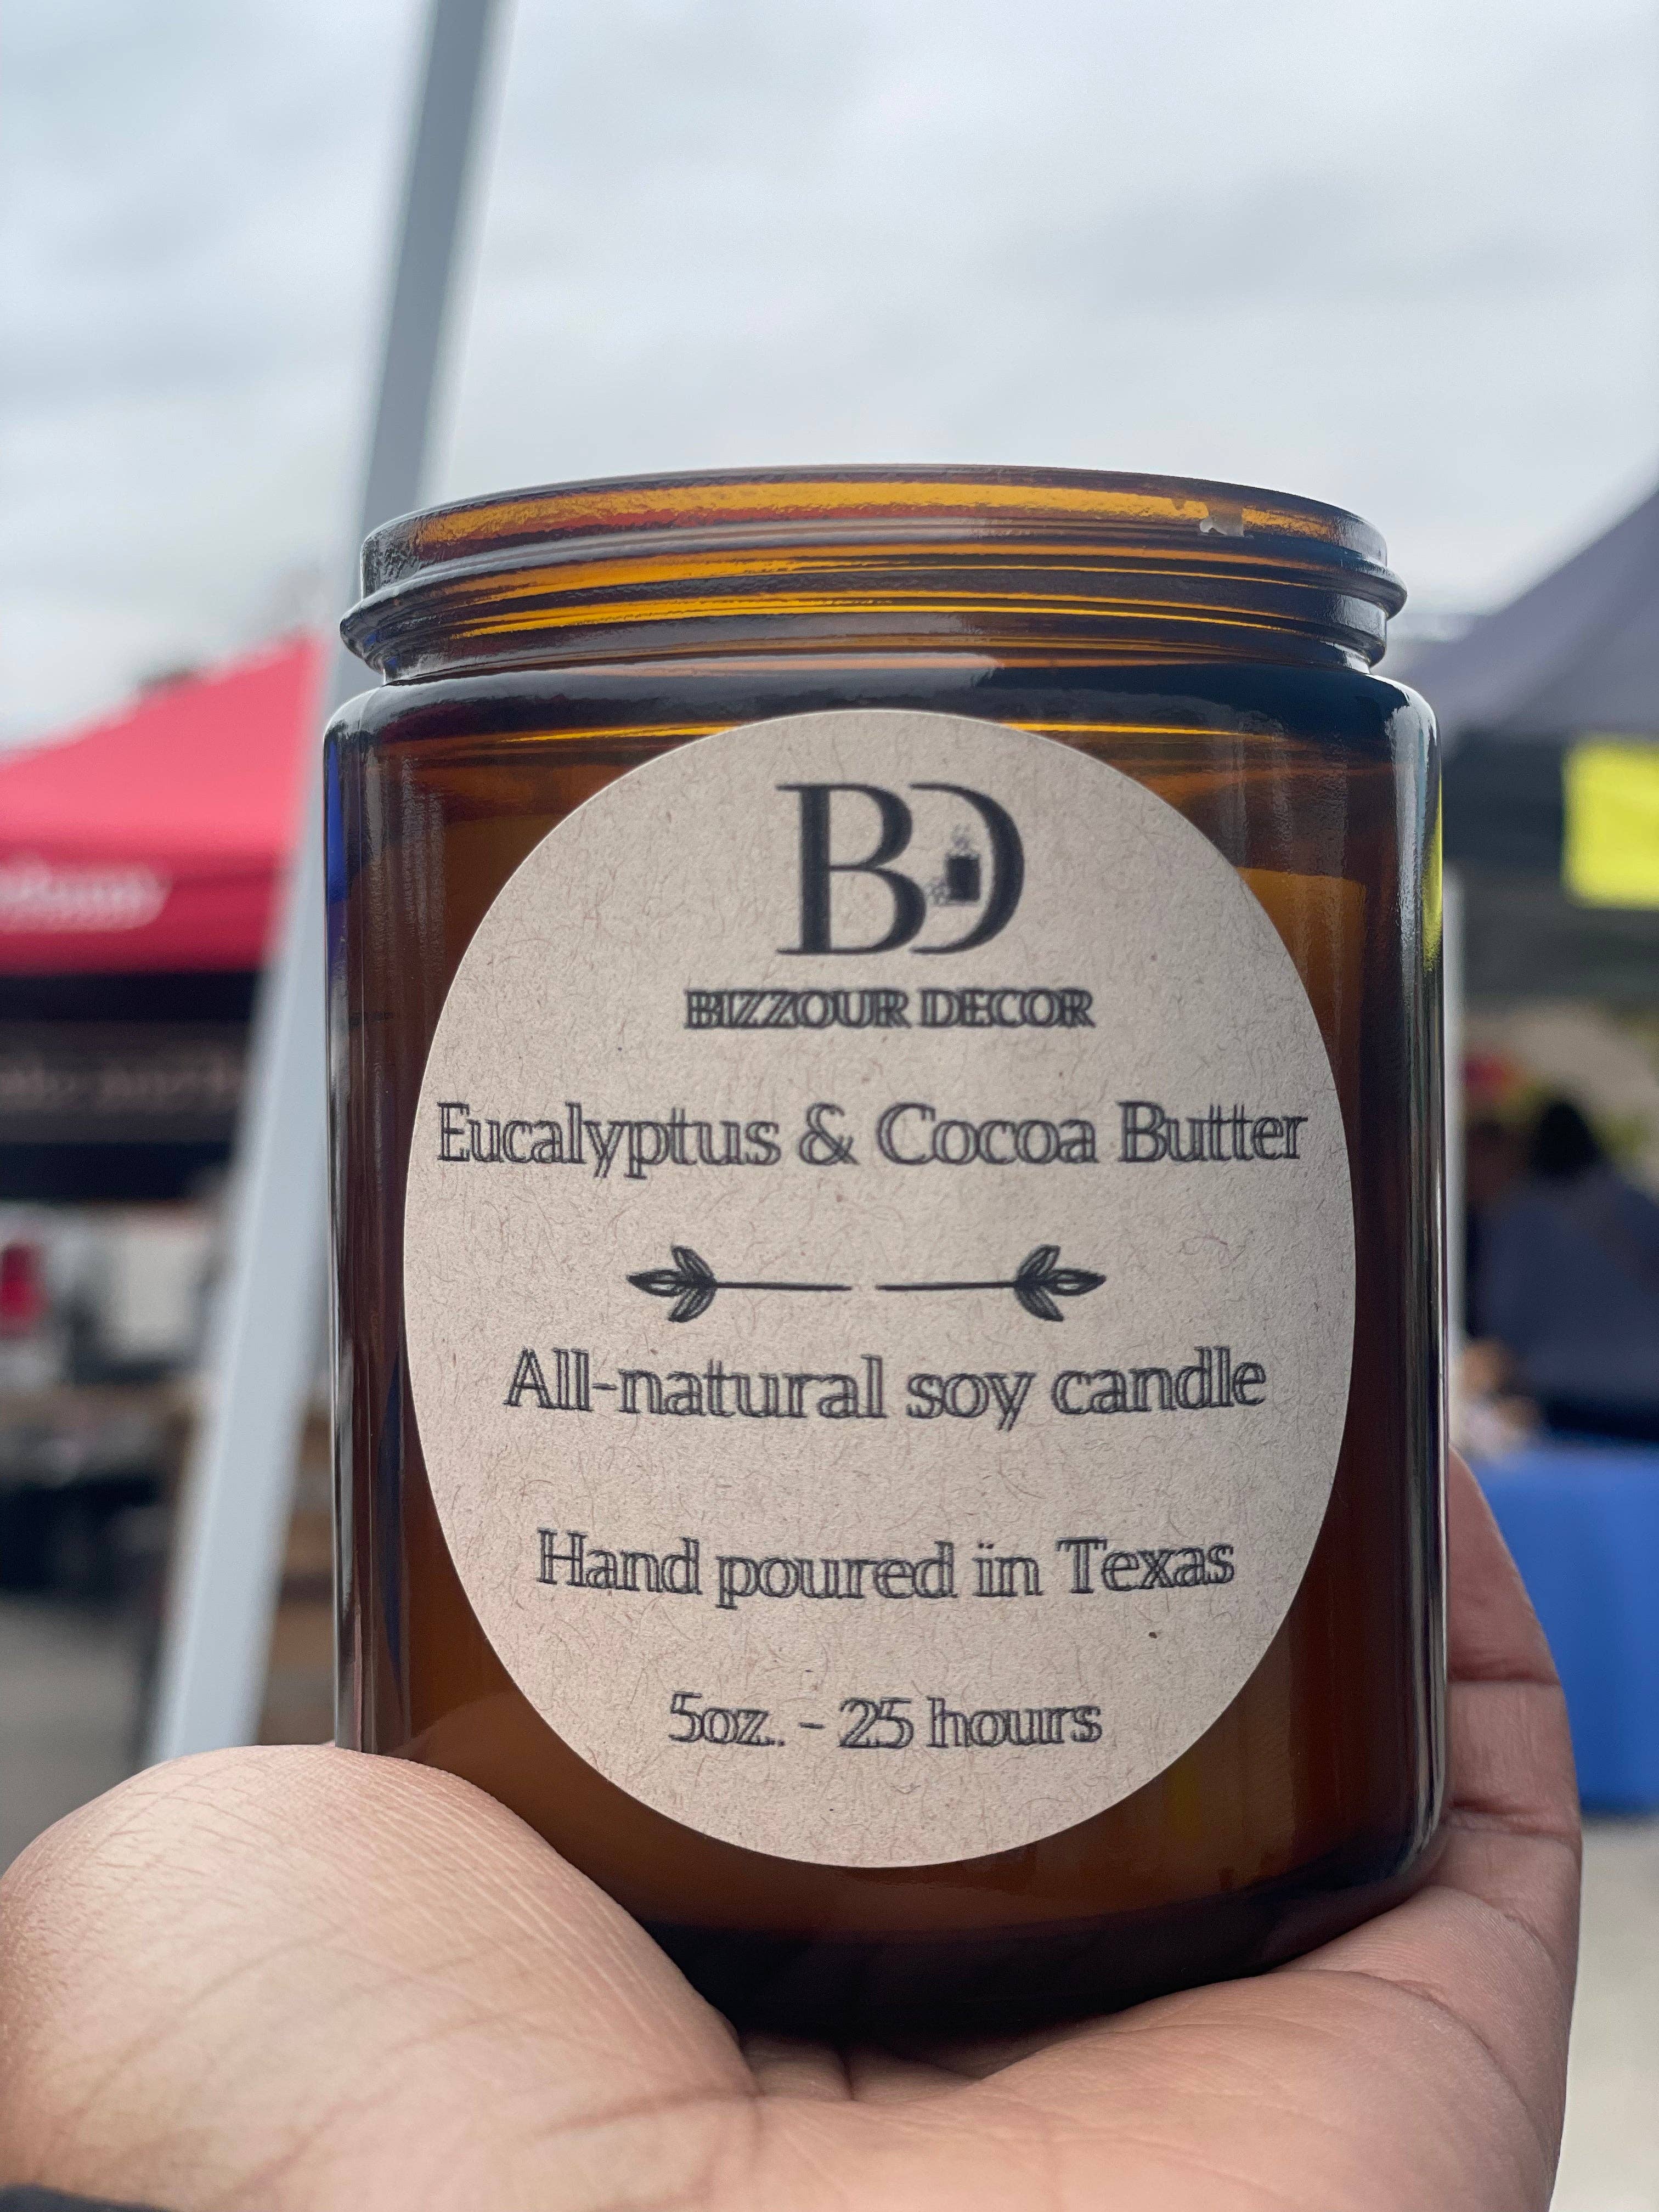 BD
BIZZOUR DECOR
Eucalyptus & Cocoa Butter
All-natural soy candle
Hand poured in Texas
5oz. - 25 hours